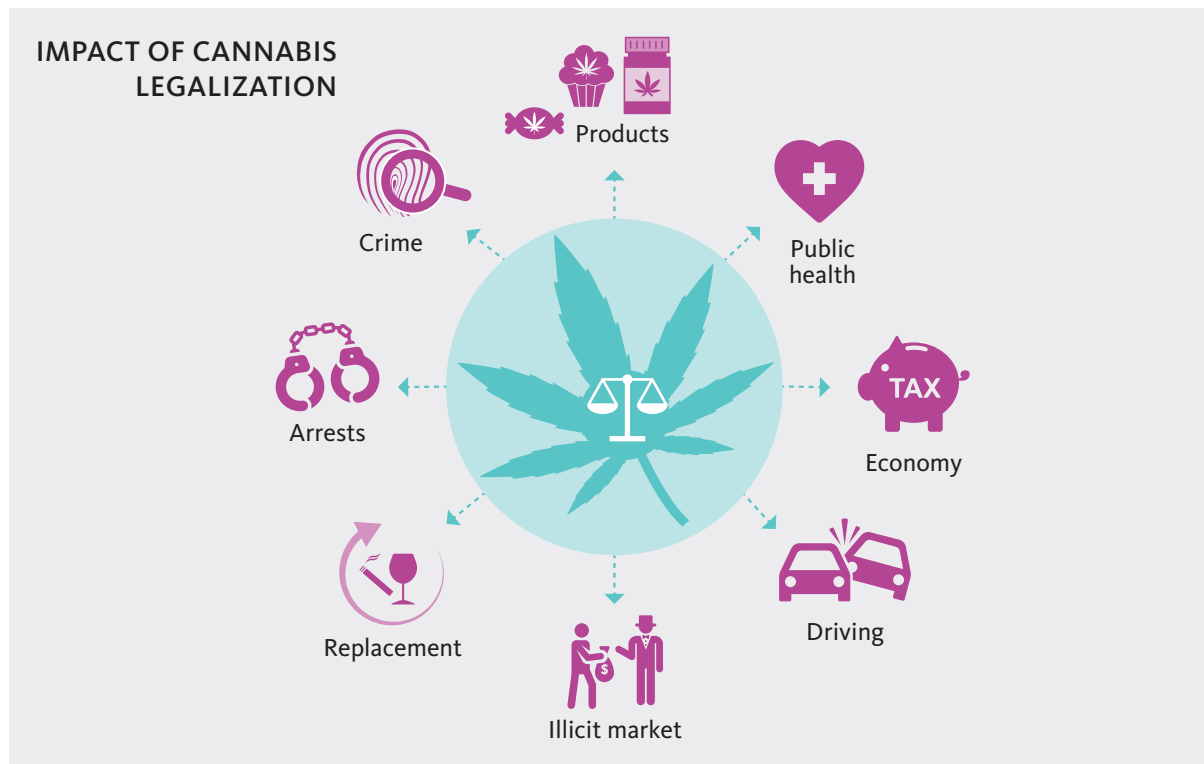 IMPACT OF CANNABIS
LEGALIZATION
Products
Public
health
TAX
Economy
Driving
$
Illicit market
Replacement
Arrests
Crime